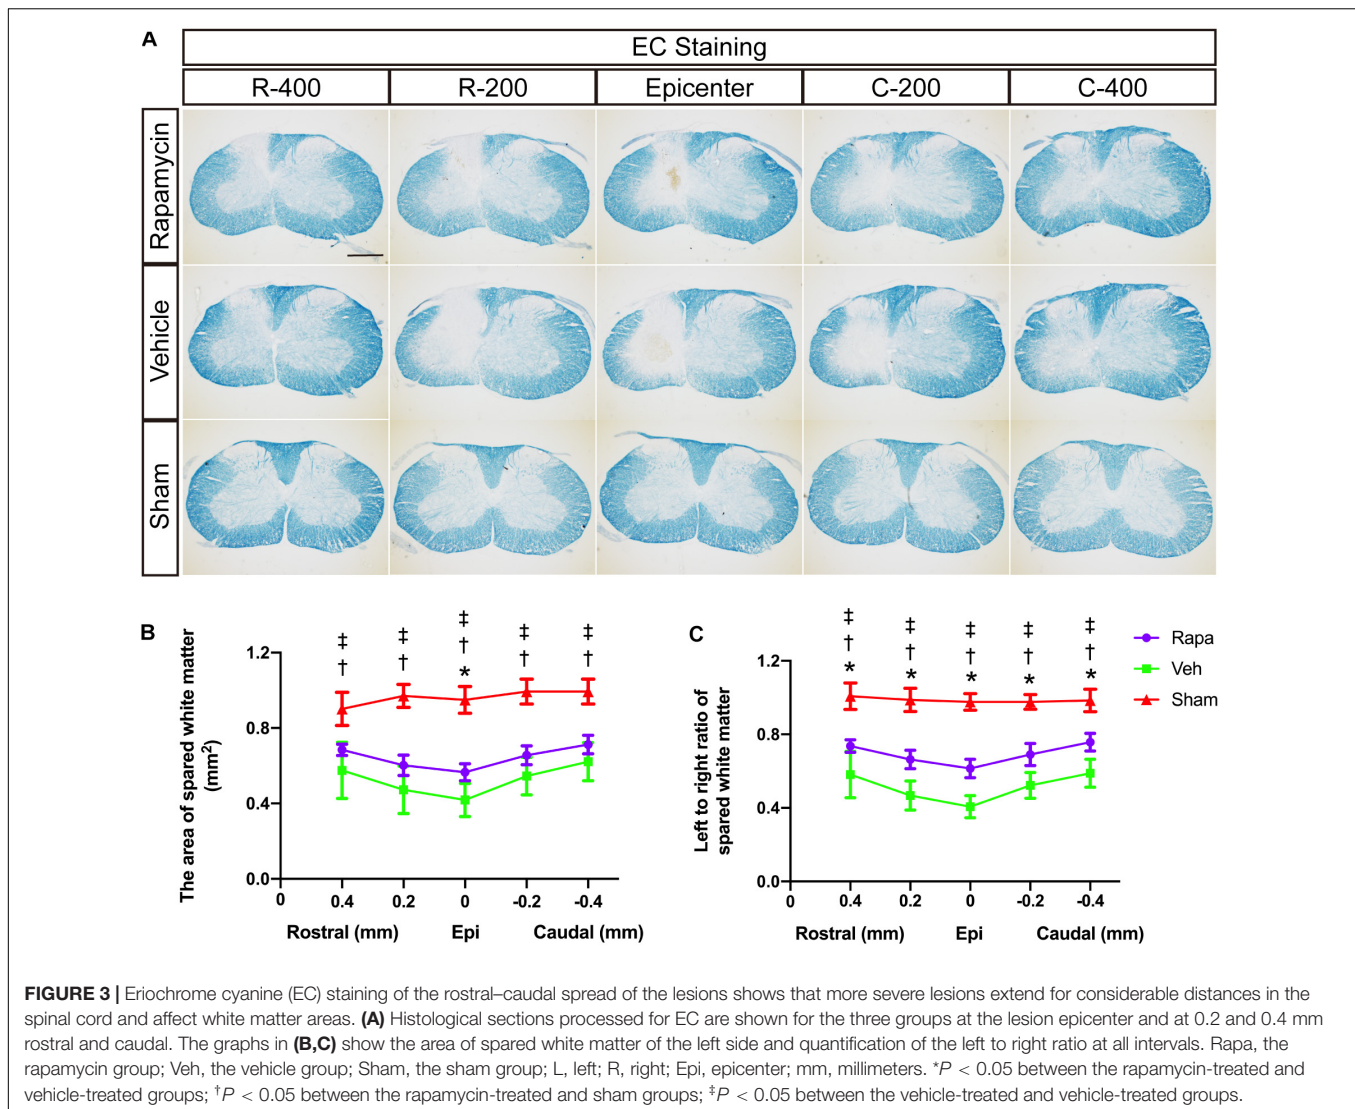 A
EC Staining
R-400 R-200 Epicenter C-200 C-400
Rapamycin
Vehicle
Sham
B
The area of spared white matter
(mm²)
1.2
0.8
0.4
0.0
‡ ‡ ‡ ‡ ‡
† † † † †
*
0 0.4 0.2 0 -0.2 -0.4
Rostral (mm) Epi Caudal (mm)
C
Left to right ratio of
spared white matter
1.2
0.8
0.4
0.0
‡ ‡ ‡ ‡ ‡
† † † † †
* * * * *
0 0.4 0.2 0 -0.2 -0.4
Rostral (mm) Epi Caudal (mm)
Rapa
Veh
Sham
FIGURE 3 | Eriochrome cyanine (EC) staining of the rostral–caudal spread of the lesions shows that more severe lesions extend for considerable distances in the
spinal cord and affect white matter areas. (A) Histological sections processed for EC are shown for the three groups at the lesion epicenter and at 0.2 and 0.4 mm
rostral and caudal. The graphs in (B,C) show the area of spared white matter of the left side and quantification of the left to right ratio at all intervals. Rapa, the
rapamycin group; Veh, the vehicle group; Sham, the sham group; L, left; R, right; Epi, epicenter; mm, millimeters. *P < 0.05 between the rapamycin-treated and
vehicle-treated groups; †P < 0.05 between the rapamycin-treated and sham groups; ‡P < 0.05 between the vehicle-treated and vehicle-treated groups.